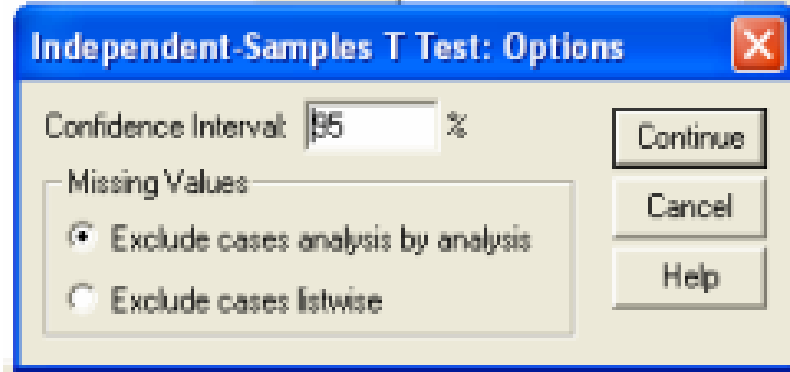 Independent-Samples T Test: Options
Confidence Interval: 95 %
Continue
Missing Values
Cancel
Exclude cases analysis by analysis
Help
Exclude cases listwise